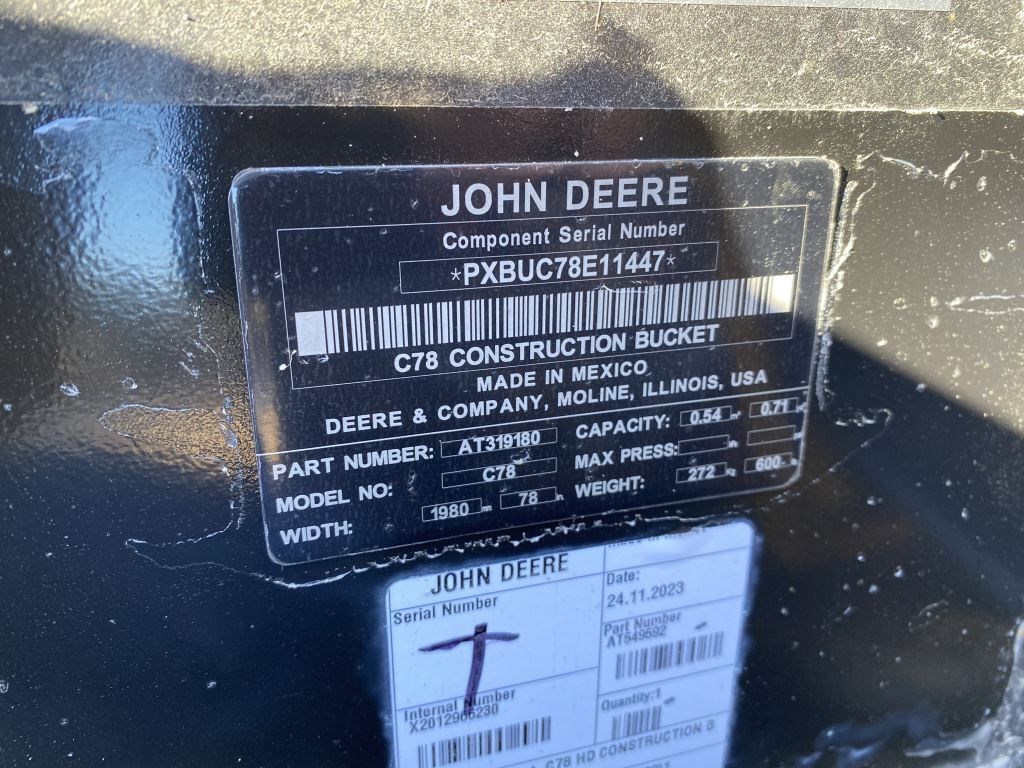 JOHN DEERE
Component Serial Number
*PXBUC78E11447*
C78 CONSTRUCTION BUCKET
MADE IN MEXICO
DEERE & COMPANY, MOLINE, ILLINOIS, USA
PART NUMBER: AT319180
MODEL NO: C78
WIDTH: 1980 78
CAPACITY: 0.54 m³ 0.71
MAX PRESS:
WEIGHT: 272 kg 600
JOHN DEERE
Serial Number
T
Internal Number
X2012966230
Date:
24.11.2023
Part Number
AT549592
Quantity:1
C78 HD CONSTRUCTION B